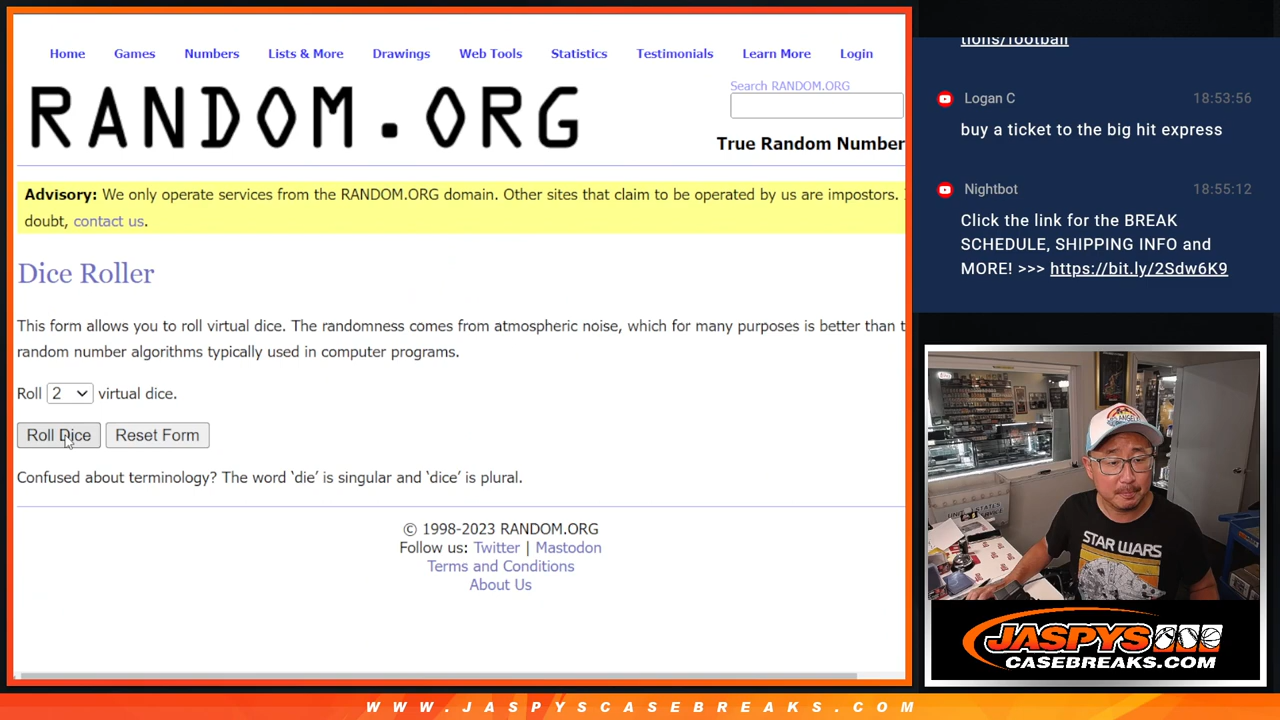 Home Games Numbers Lists & More Drawings Web Tools Statistics Testimonials Learn More Login
RANDOM.ORG
Search RANDOM.ORG
True Random Number
Advisory: We only operate services from the RANDOM.ORG domain. Other sites that claim to be operated by us are impostors.
doubt, contact us.
Dice Roller
This form allows you to roll virtual dice. The randomness comes from atmospheric noise, which for many purposes is better than t
random number algorithms typically used in computer programs.
Roll 2 virtual dice.
Roll Dice Reset Form
Confused about terminology? The word ‘die’ is singular and ‘dice’ is plural.
© 1998-2023 RANDOM.ORG
Follow us: Twitter | Mastodon
Terms and Conditions
About Us
tions/football
Logan C 18:53:56
buy a ticket to the big hit express
Nightbot 18:55:12
Click the link for the BREAK
SCHEDULE, SHIPPING INFO and
MORE! >>> https://bit.ly/2Sdw6K9
STAR WARS
JASPYS
CASEBREAKS.COM
WWW.JASPYSCASEBREAKS.COM